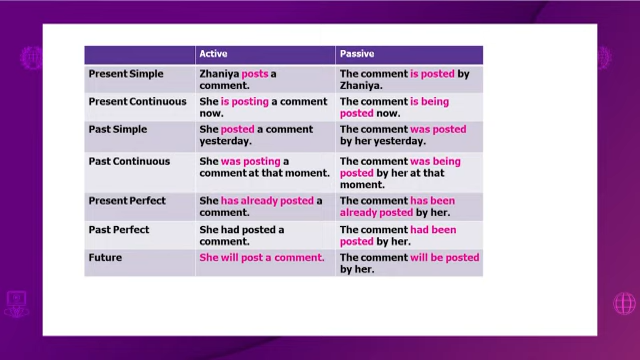 Active Passive
Present Simple Zhaniya posts a The comment is posted by
comment. Zhaniya.
Present Continuous She is posting a comment The comment is being
now. posted now.
Past Simple She posted a comment The comment was posted
yesterday. by her yesterday.
Past Continuous She was posting a The comment was being
comment at that moment. posted by her at that
moment.
Present Perfect She has already posted a The comment has been
comment. already posted by her.
Past Perfect She had posted a The comment had been
comment. posted by her.
Future She will post a comment. The comment will be posted
by her.